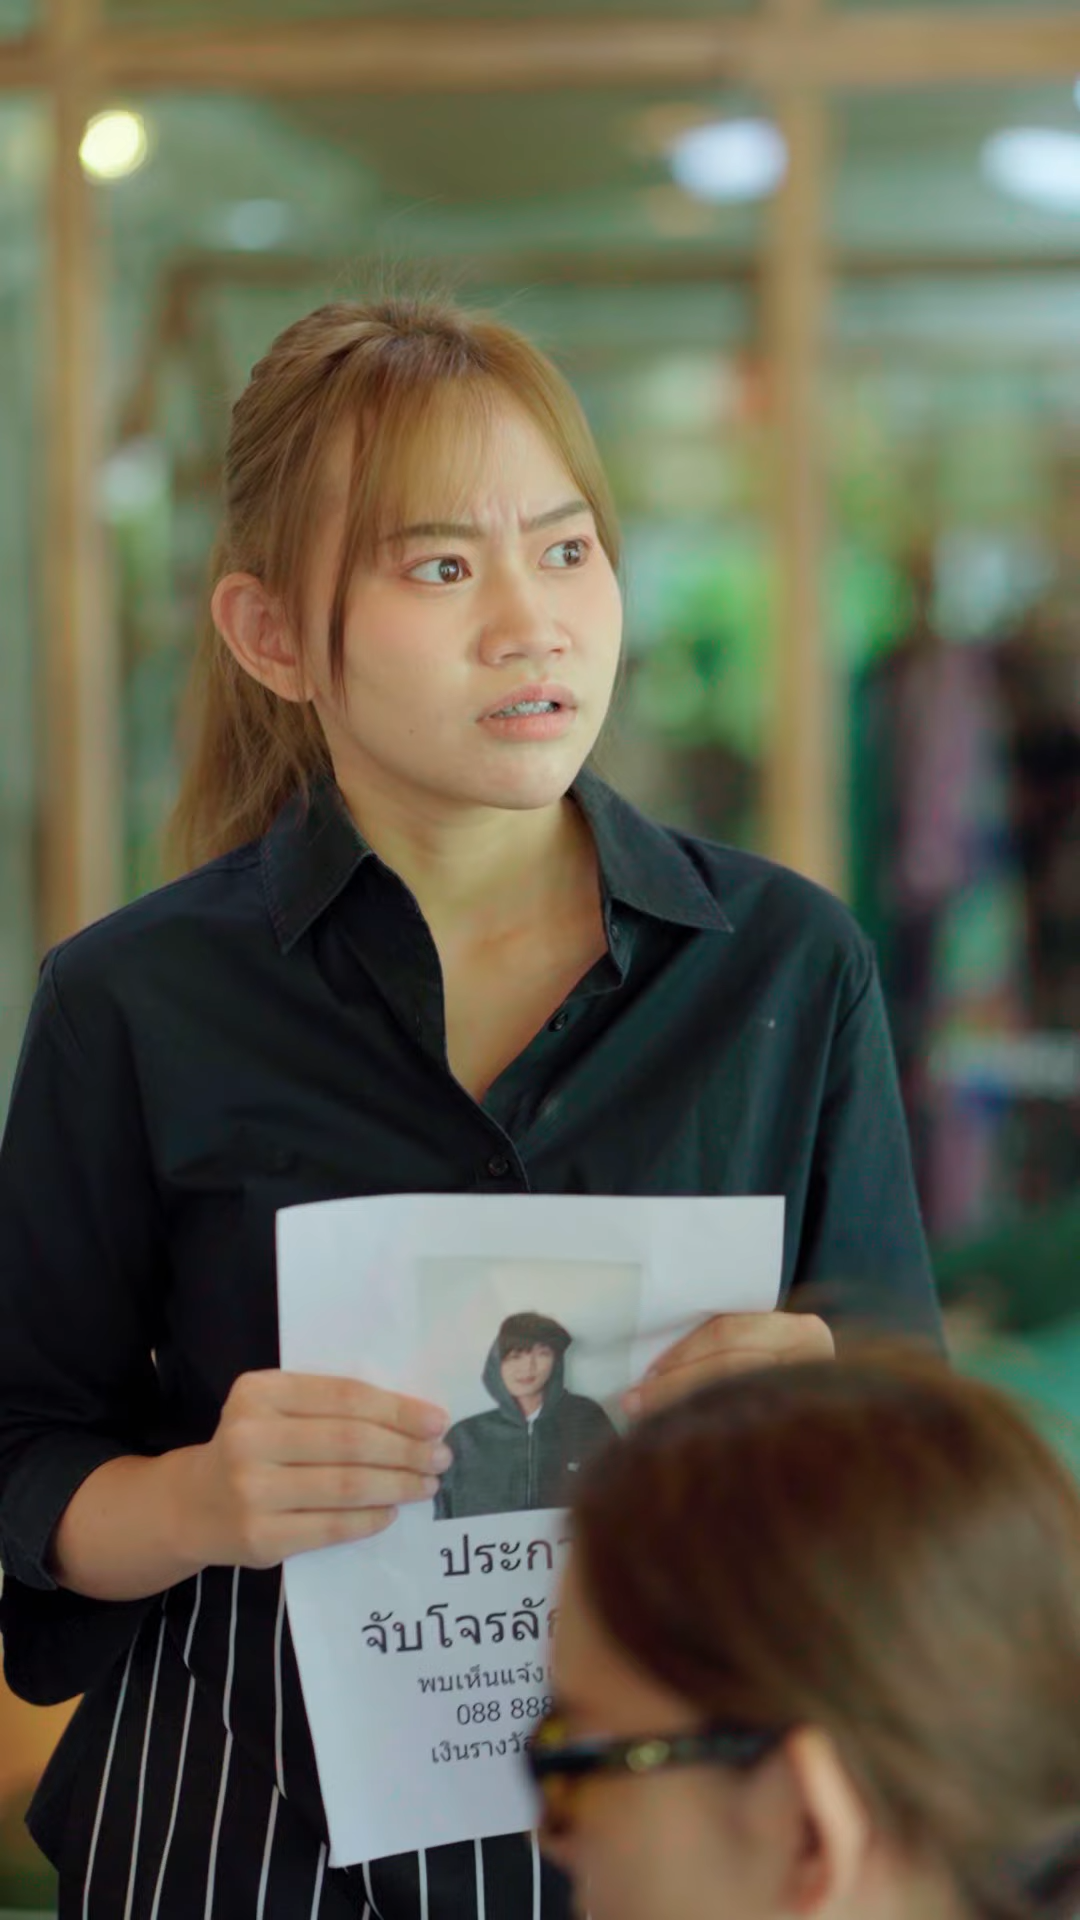 ประกา
จับโจรลัก
พบเห็นแจ้ง
088 888
เงินรางวัล